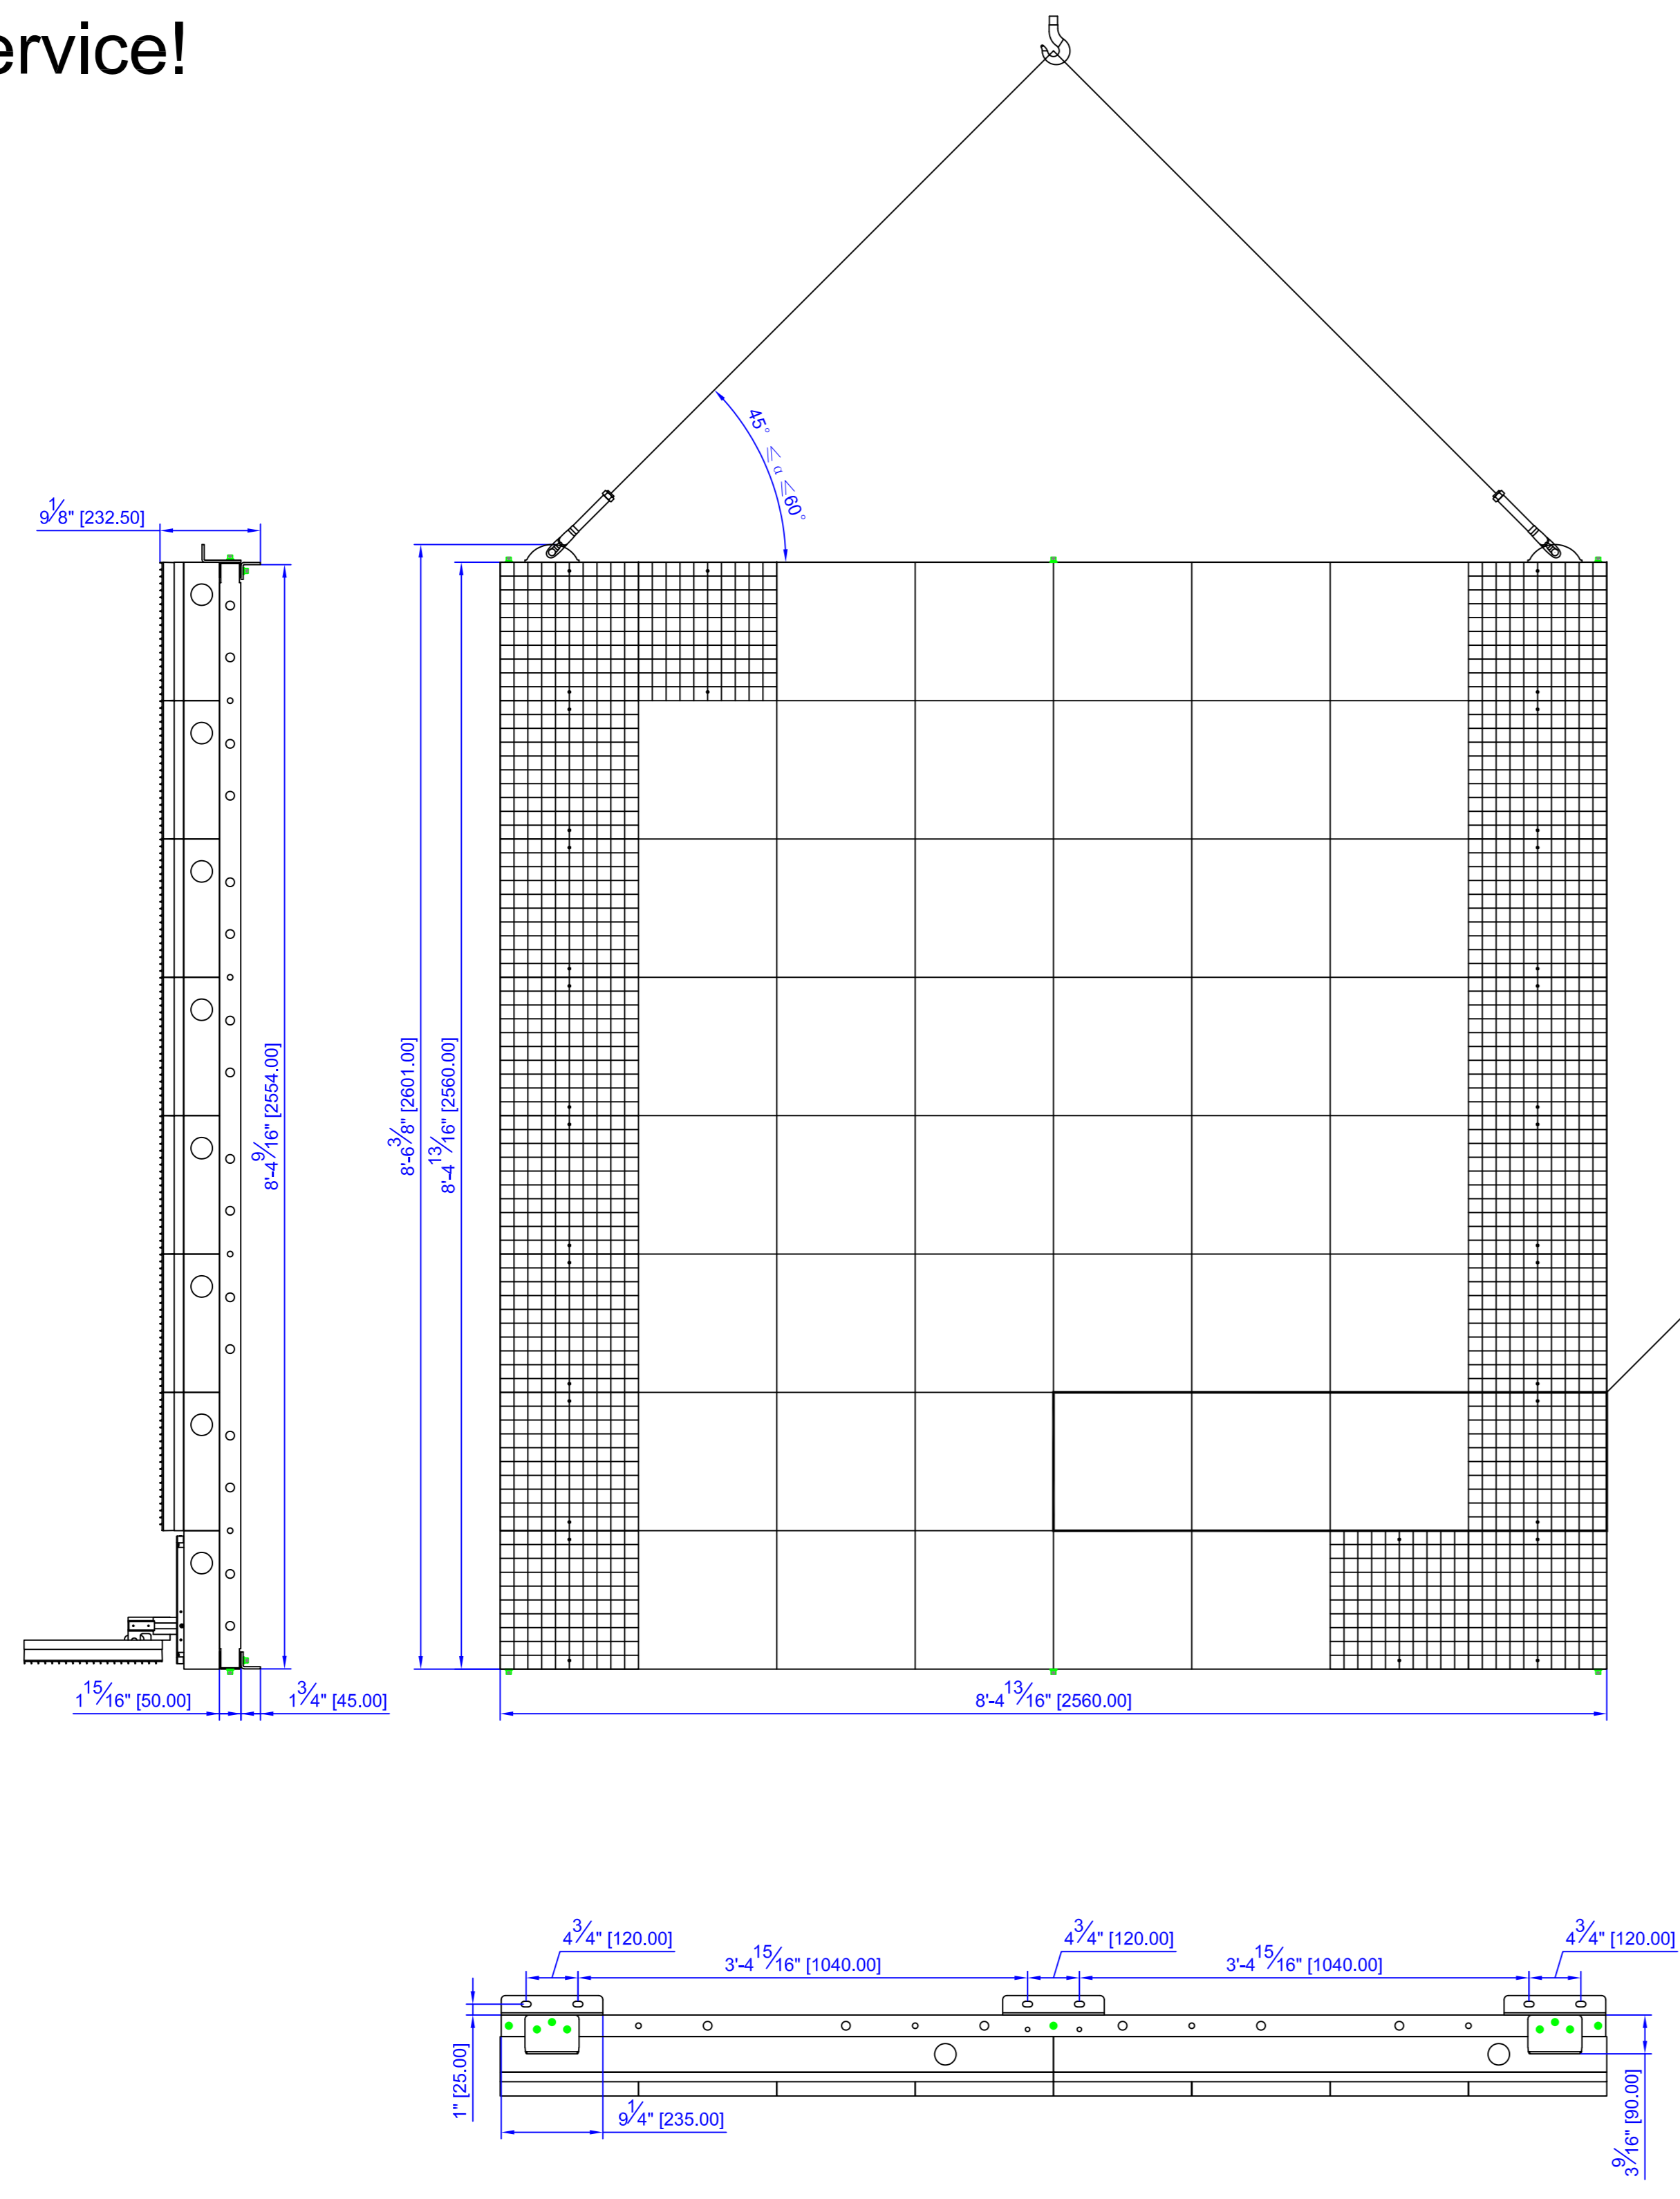 ervice!
45° ≤ α ≤60°
9 1/8" [232.50]
8'-4 9/16" [2554.00]
8'-6 3/8" [2601.00]
8'-4 13/16" [2560.00]
1 15/16" [50.00]
1 3/4" [45.00]
8'-4 13/16" [2560.00]
4 3/4" [120.00]
3'-4 15/16" [1040.00]
4 3/4" [120.00]
3'-4 15/16" [1040.00]
4 3/4" [120.00]
1" [25.00]
9 1/4" [235.00]
3 9/16" [90.00]